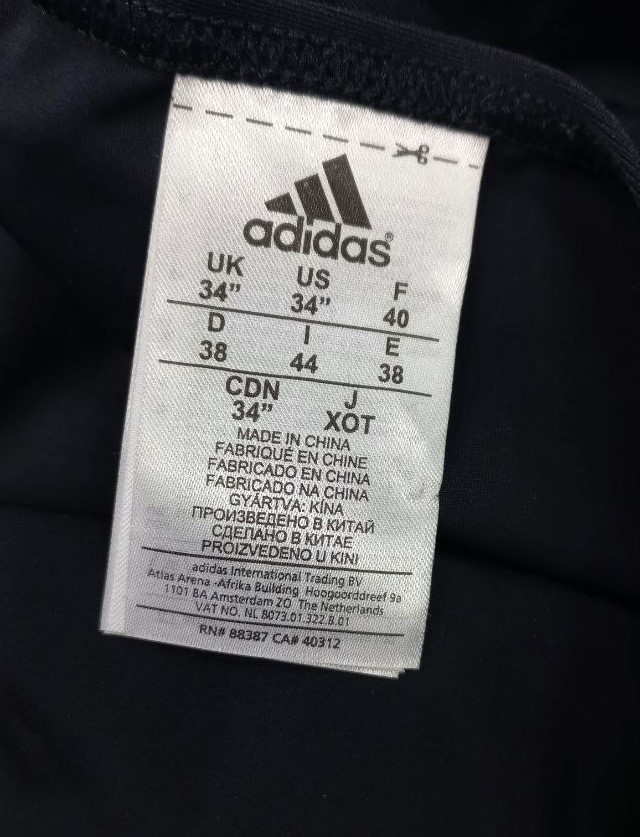 adidas®
UK US F
34” 34” 40
D I E
38 44 38
CDN J
34” XOT
MADE IN CHINA
FABRIQUÉ EN CHINE
FABRICADO EN CHINA
FABRICADO NA CHINA
GYÁRTVA: KÍNA
ПРОИЗВЕДЕНО В КИТАЙ
СДЕЛАНО В КИТАЕ
PROIZVEDENO U KINI
adidas International Trading BV
Atlas Arena -Afrika Building Hoogoorddreef 9a
1101 BA Amsterdam ZO The Netherlands
VAT NO. NL 8073.01.322.B.01
RN# 88387 CA# 40312